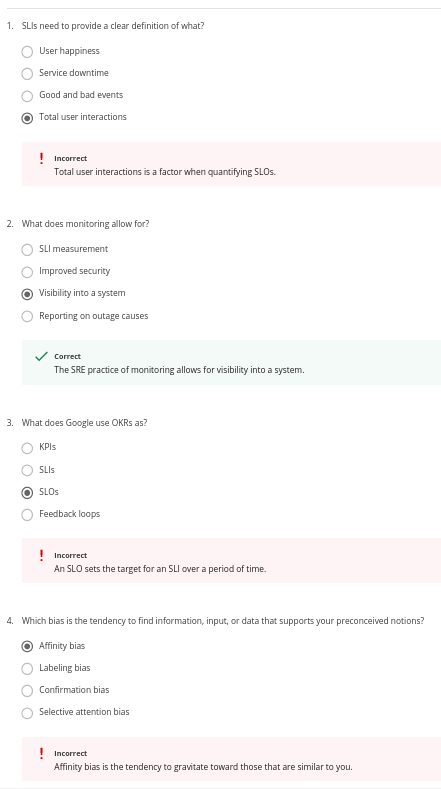 1. SLIs need to provide a clear definition of what?
User happiness
Service downtime
Good and bad events
Total user interactions
Incorrect
Total user interactions is a factor when quantifying SLOs.
2. What does monitoring allow for?
SLI measurement
Improved security
Visibility into a system
Reporting on outage causes
Correct
The SRE practice of monitoring allows for visibility into a system.
3. What does Google use OKRs as?
KPIs
SLIs
SLOs
Feedback loops
Incorrect
An SLO sets the target for an SLI over a period of time.
4. Which bias is the tendency to find information, input, or data that supports your preconceived notions?
Affinity bias
Labeling bias
Confirmation bias
Selective attention bias
Incorrect
Affinity bias is the tendency to gravitate toward those that are similar to you.